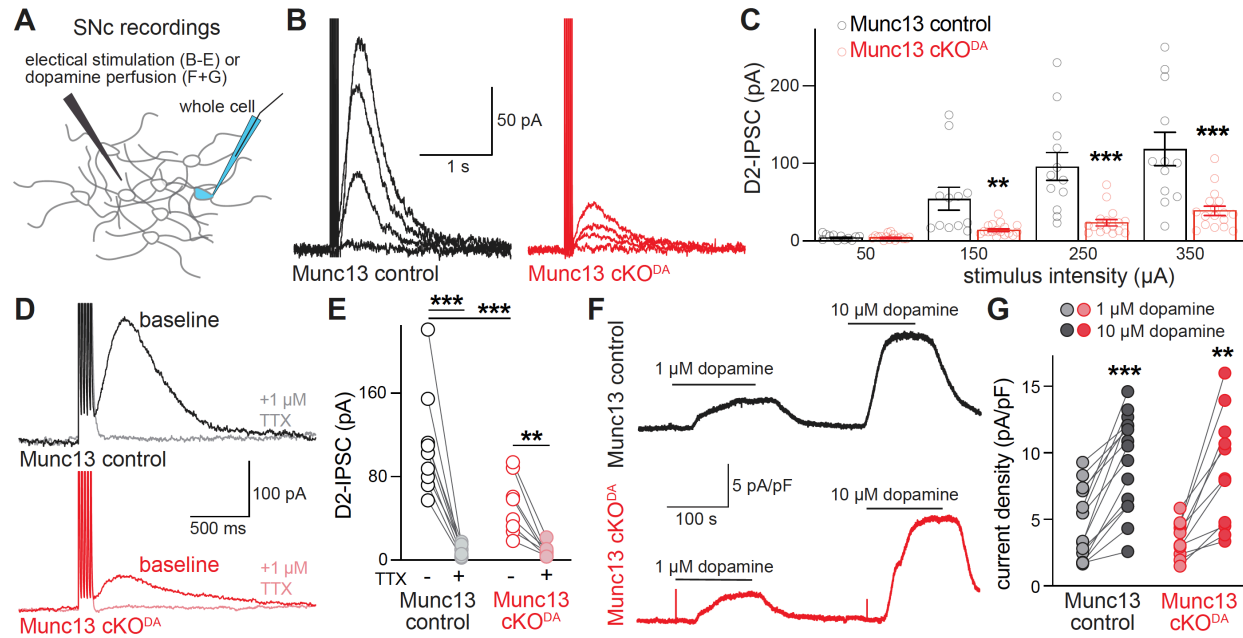 A
SNc recordings
electical stimulation (B-E) or
dopamine perfusion (F+G)
whole cell
B
50 pA
1 s
Munc13 control
Munc13 cKOᴰᴬ
C
Munc13 control
Munc13 cKOᴰᴬ
D2-IPSC (pA)
200
100
0
**
***
***
50
150
250
350
stimulus intensity (µA)
D
baseline
+1 µM
TTX
Munc13 control
100 pA
500 ms
baseline
+1 µM
TTX
Munc13 cKOᴰᴬ
E
***
***
**
D2-IPSC (pA)
160
80
0
TTX - + - +
Munc13
control
Munc13
cKOᴰᴬ
F
Munc13 control
10 µM dopamine
1 µM dopamine
5 pA/pF
100 s
Munc13 cKOᴰᴬ
10 µM dopamine
1 µM dopamine
G
1 µM dopamine
10 µM dopamine
***
**
current density (pA/pF)
15
10
5
0
Munc13
control
Munc13
cKOᴰᴬ